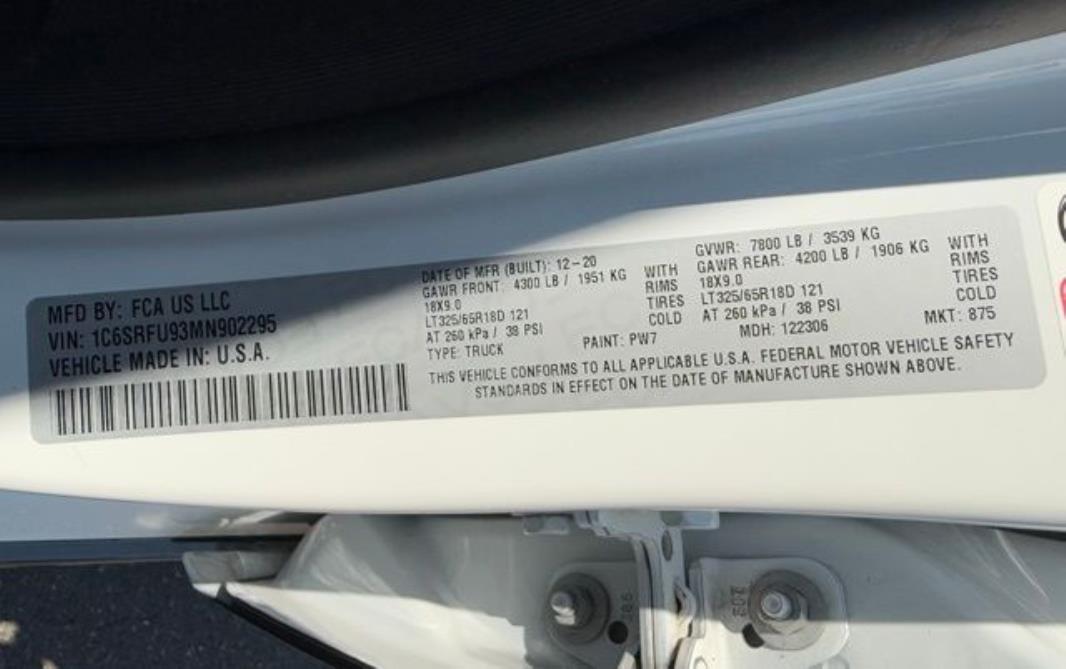 MFD BY: FCA US LLC
VIN: 1C6SRFU93MN902295
VEHICLE MADE IN: U.S.A.
DATE OF MFR (BUILT): 12-20
GAWR FRONT: 4300 LB / 1951 KG WITH
18X9.0 RIMS
LT325/65R18D 121 TIRES
AT 260 kPa / 38 PSI COLD
TYPE: TRUCK PAINT: PW7
GVWR: 7800 LB / 3539 KG
GAWR REAR: 4200 LB / 1906 KG WITH
18X9.0 RIMS
LT325/65R18D 121 TIRES
AT 260 kPa / 38 PSI COLD
MDH: 122306 MKT: 875
THIS VEHICLE CONFORMS TO ALL APPLICABLE U.S.A. FEDERAL MOTOR VEHICLE SAFETY
STANDARDS IN EFFECT ON THE DATE OF MANUFACTURE SHOWN ABOVE.